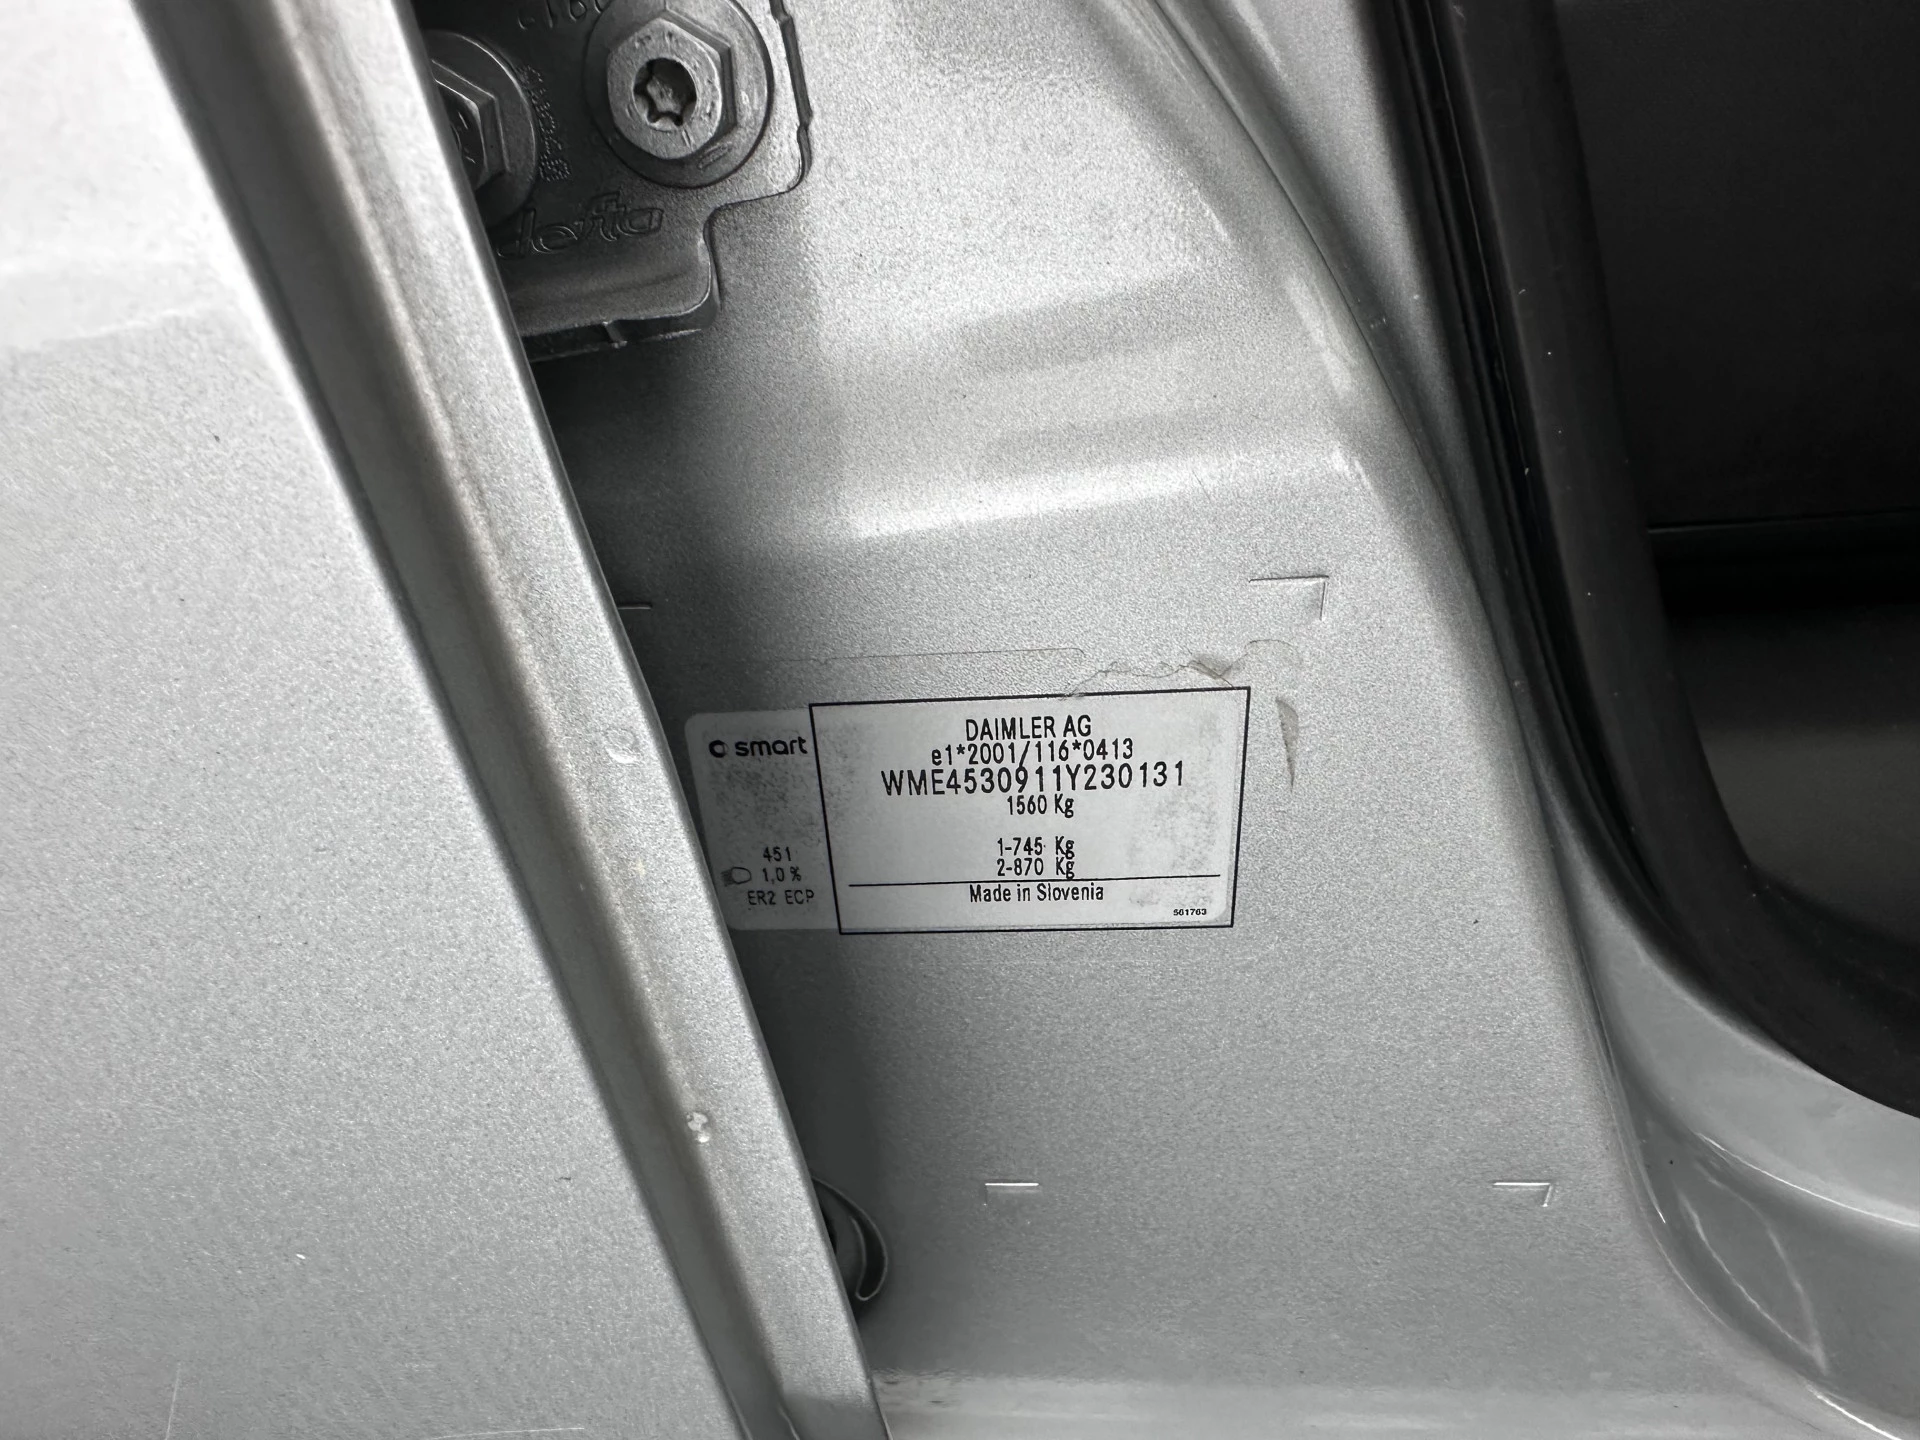 smart
451
1,0 %
ER2 ECP
DAIMLER AG
e1*2001/116*0413
WME4530911Y230131
1560 Kg
1-745 Kg
2-870 Kg
Made in Slovenia
561763